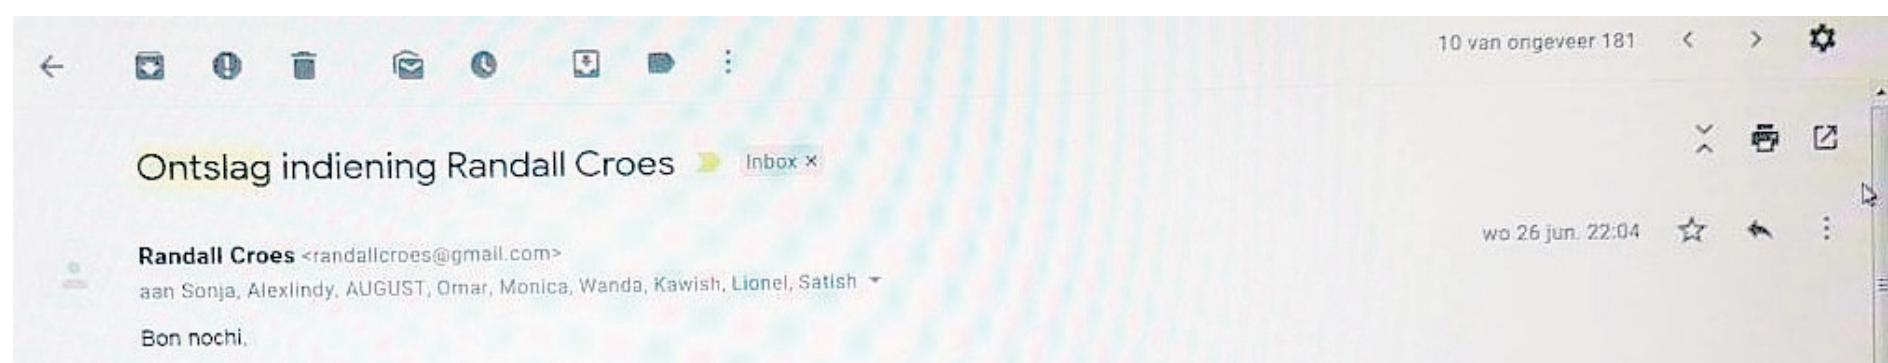 10 van ongeveer 181
Ontslag indiening Randall Croes Inbox ×
Randall Croes <randallcroes@gmail.com>
wo 26 jun. 22:04
aan Sonja, Alexlindy, AUGUST, Omar, Monica, Wanda, Kawish, Lionel, Satish
Bon nochi.